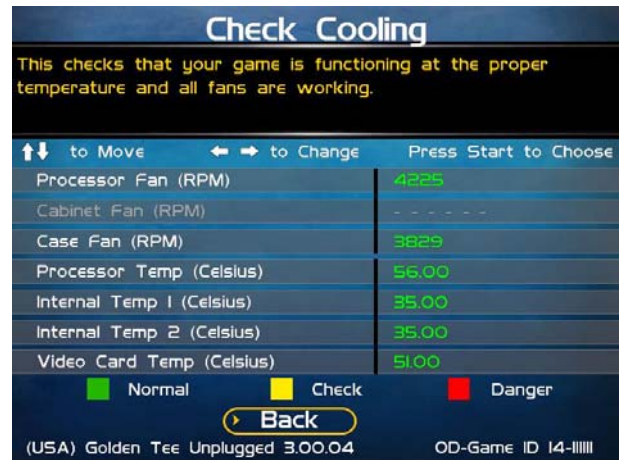 Check Cooling
This checks that your game is functioning at the proper
temperature and all fans are working.
to Move to Change Press Start to Choose
Processor Fan (RPM) 4225
Cabinet Fan (RPM) - - - - - -
Case Fan (RPM) 3829
Processor Temp (Celsius) 56.00
Internal Temp 1 (Celsius) 35.00
Internal Temp 2 (Celsius) 35.00
Video Card Temp (Celsius) 51.00
Normal Check Danger
Back
(USA) Golden Tee Unplugged 3.00.04 OD-Game ID 14-111111